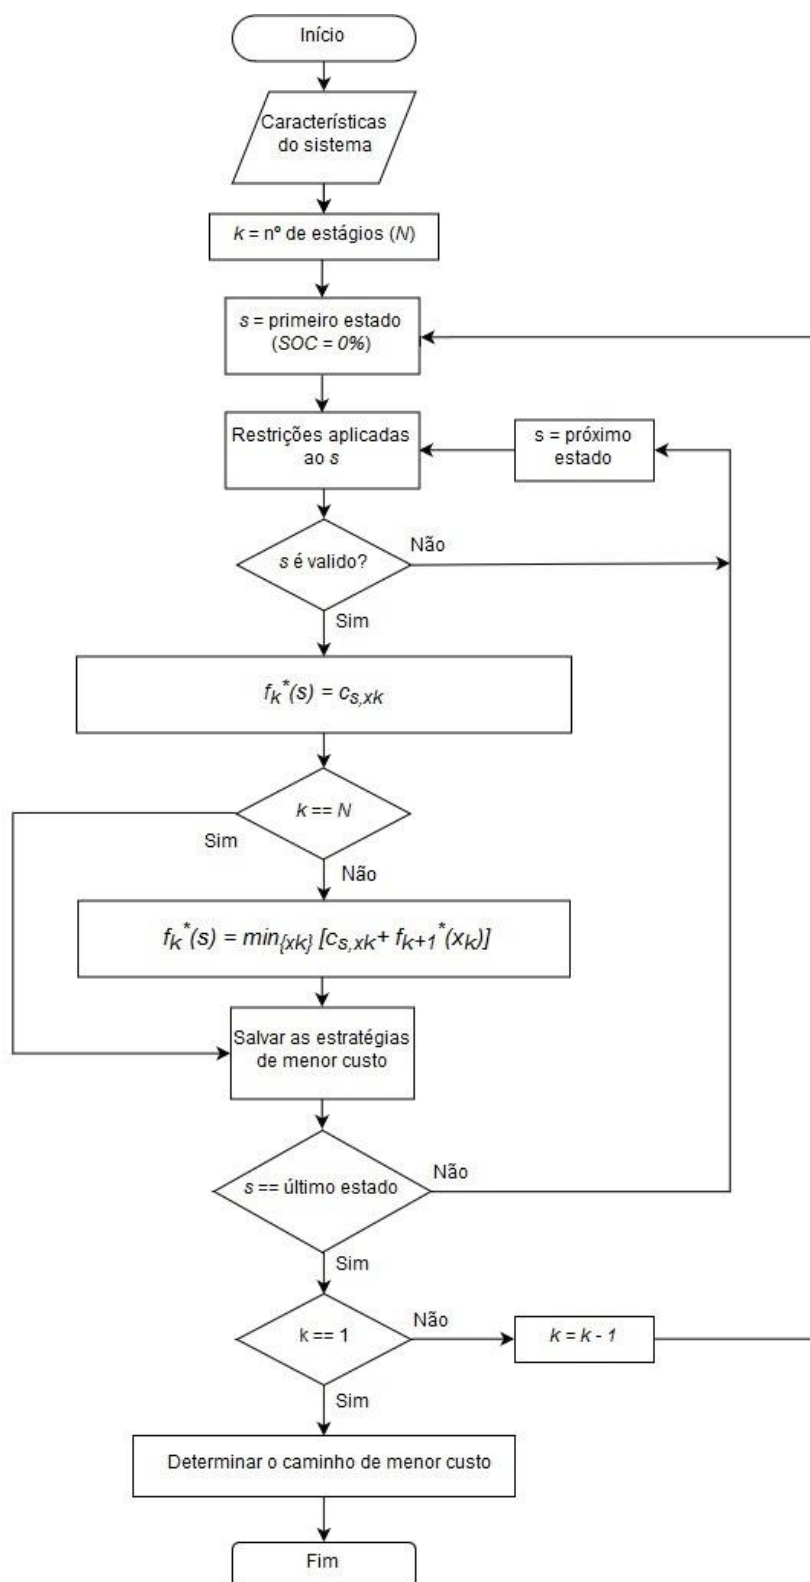 Início
Características
do sistema
k = nº de estágios (N)
s = primeiro estado
(SOC = 0%)
Restrições aplicadas
ao s
s = próximo
estado
s é valido?
Não
Sim
fk*(s) = cs,xk
k == N
Sim
Não
fk*(s) = min{xk} [cs,xk+ fk+1*(xk)]
Salvar as estratégias
de menor custo
s == último estado
Não
Sim
k == 1
Não
k = k - 1
Sim
Determinar o caminho de menor custo
Fim